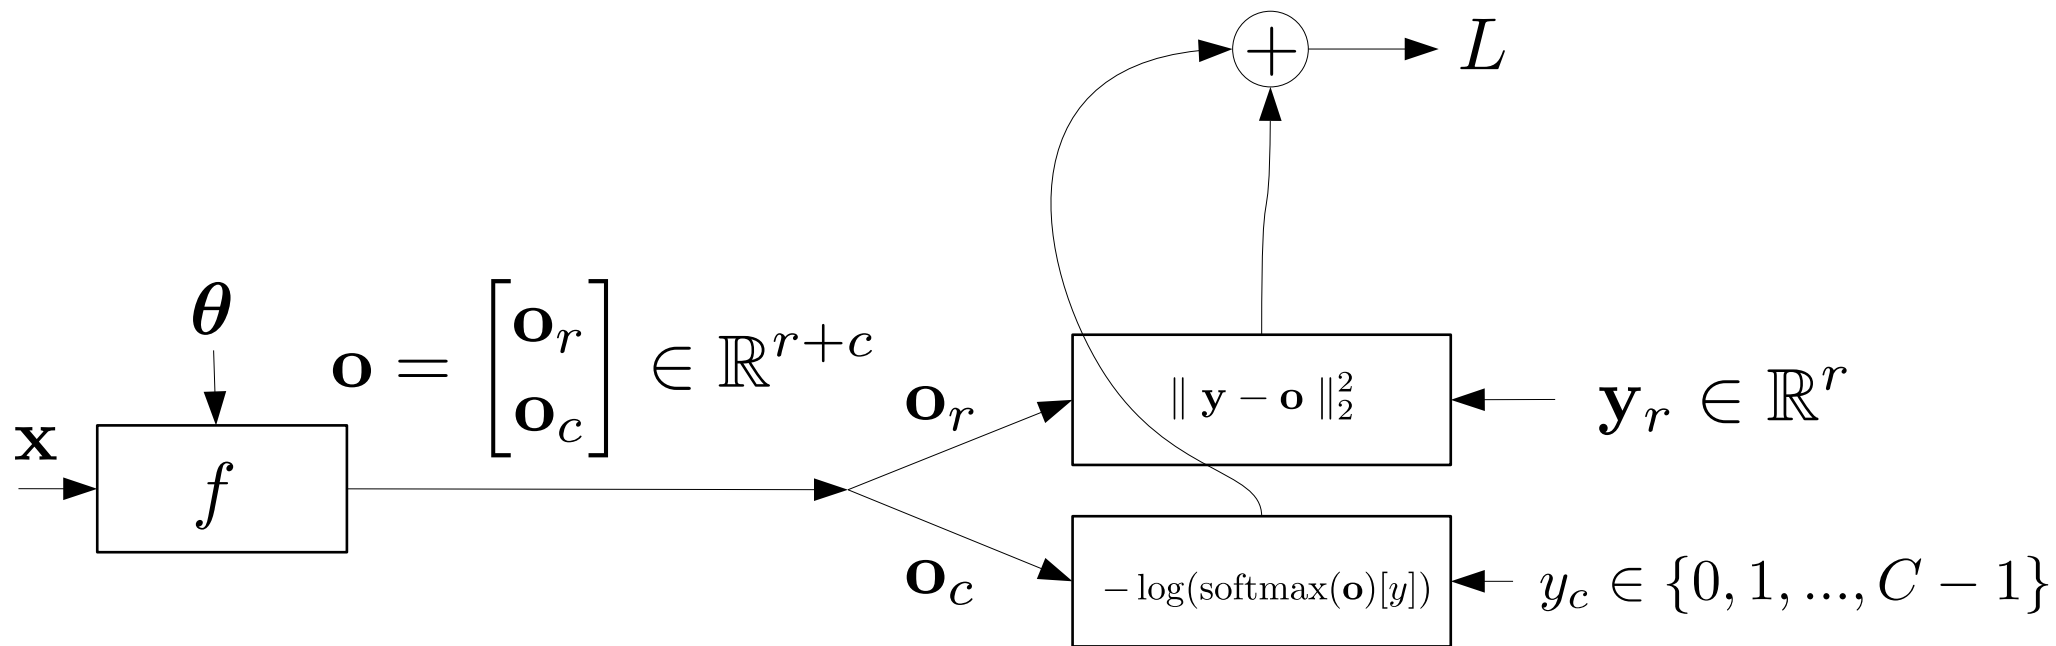 +
L
θ
o = [o_r o_c] ∈ ℝ^{r+c}
x
f
o_r
‖ y − o ‖_2^2
y_r ∈ ℝ^r
o_c
− log(softmax(o)[y])
y_c ∈ {0, 1, ..., C − 1}